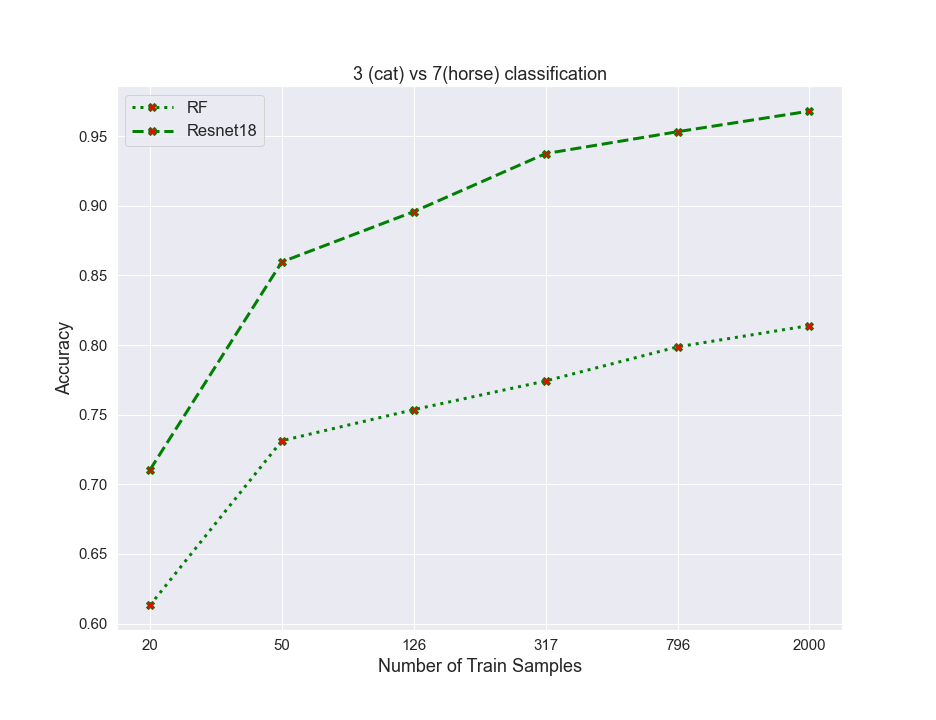 3 (cat) vs 7(horse) classification
RF
Resnet18
0.95
0.90
0.85
0.80
0.75
0.70
0.65
0.60
Accuracy
20 50 126 317 796 2000
Number of Train Samples